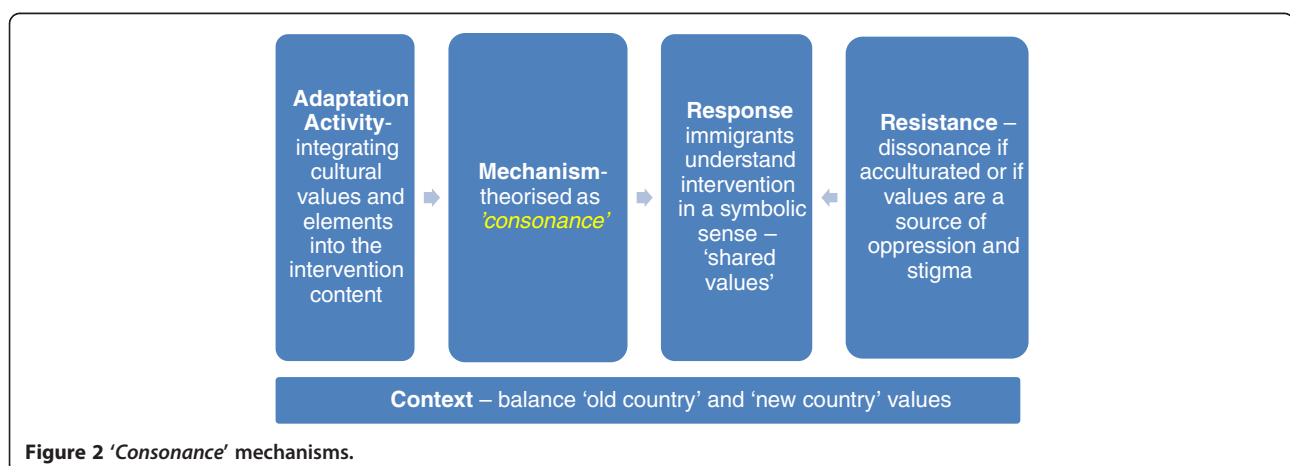 Adaptation
Activity-
integrating
cultural
values and
elements
into the
intervention
content
Mechanism-
theorised as
'consonance'
Response
immigrants
understand
intervention
in a symbolic
sense –
‘shared
values’
Resistance –
dissonance if
acculturated or if
values are a
source of
oppression and
stigma
Context – balance ‘old country’ and ‘new country’ values
Figure 2 ‘Consonance’ mechanisms.